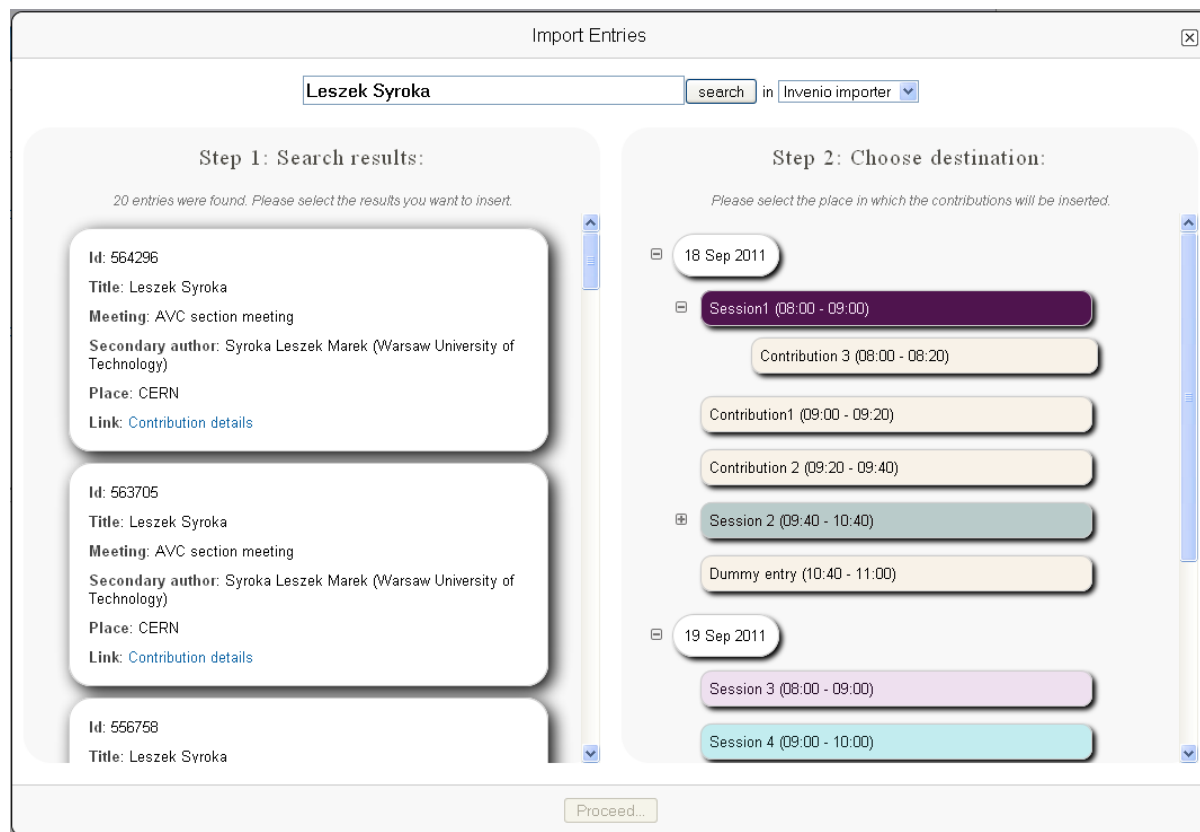 Import Entries
Leszek Syroka
search in Invenio importer
Step 1: Search results:
20 entries were found. Please select the results you want to insert.
Id: 564296
Title: Leszek Syroka
Meeting: AVC section meeting
Secondary author: Syroka Leszek Marek (Warsaw University of
Technology)
Place: CERN
Link: Contribution details
Id: 563705
Title: Leszek Syroka
Meeting: AVC section meeting
Secondary author: Syroka Leszek Marek (Warsaw University of
Technology)
Place: CERN
Link: Contribution details
Id: 556758
Title: Leszek Syroka
Step 2: Choose destination:
Please select the place in which the contributions will be inserted.
18 Sep 2011
Session1 (08:00 - 09:00)
Contribution 3 (08:00 - 08:20)
Contribution1 (09:00 - 09:20)
Contribution 2 (09:20 - 09:40)
Session 2 (09:40 - 10:40)
Dummy entry (10:40 - 11:00)
19 Sep 2011
Session 3 (08:00 - 09:00)
Session 4 (09:00 - 10:00)
Proceed...